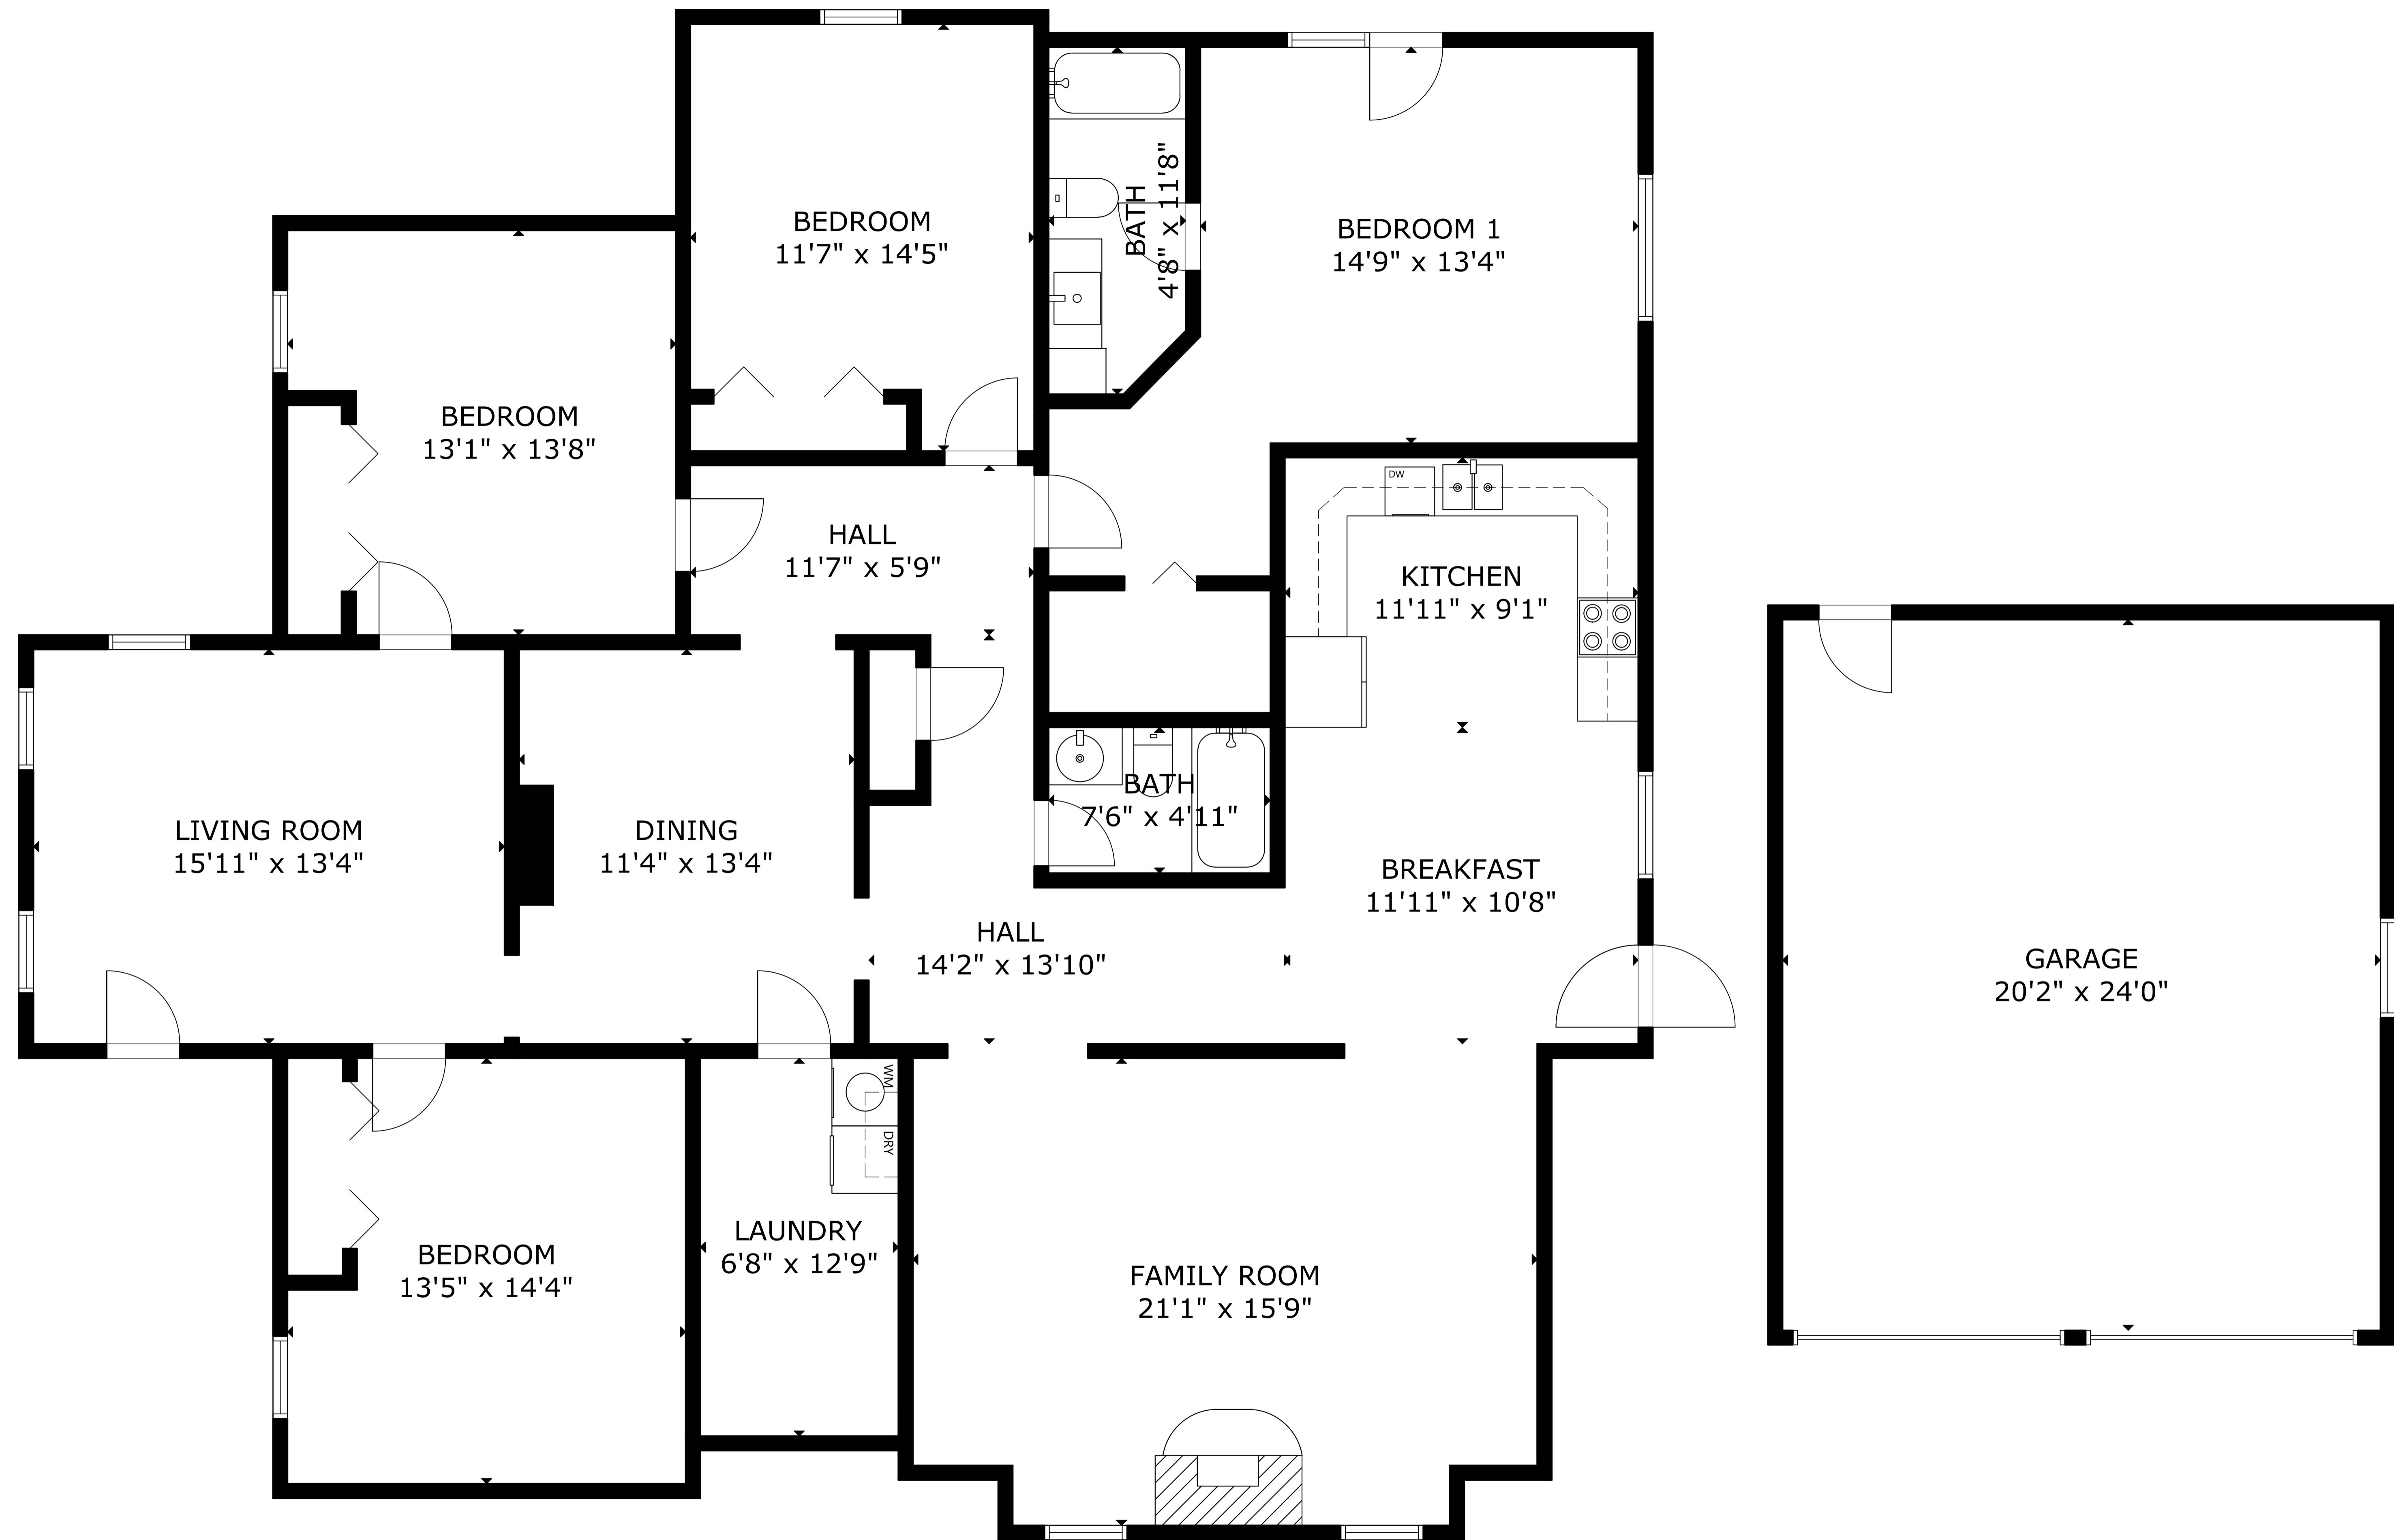 BEDROOM
11'7" x 14'5"
BATH
4'8" x 11'8"
BEDROOM 1
14'9" x 13'4"
BEDROOM
13'1" x 13'8"
HALL
11'7" x 5'9"
DW
KITCHEN
11'11" x 9'1"
LIVING ROOM
15'11" x 13'4"
DINING
11'4" x 13'4"
BATH
7'6" x 4'11"
BREAKFAST
11'11" x 10'8"
HALL
14'2" x 13'10"
GARAGE
20'2" x 24'0"
WM
DRY
BEDROOM
13'5" x 14'4"
LAUNDRY
6'8" x 12'9"
FAMILY ROOM
21'1" x 15'9"